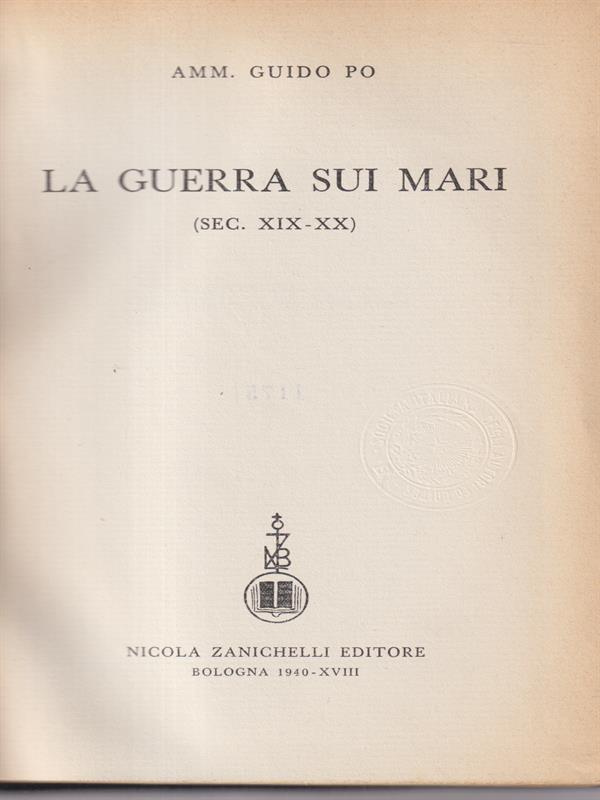 AMM. GUIDO PO
LA GUERRA SUI MARI
(SEC. XIX-XX)
NICOLA ZANICHELLI EDITORE
BOLOGNA 1940-XVIII